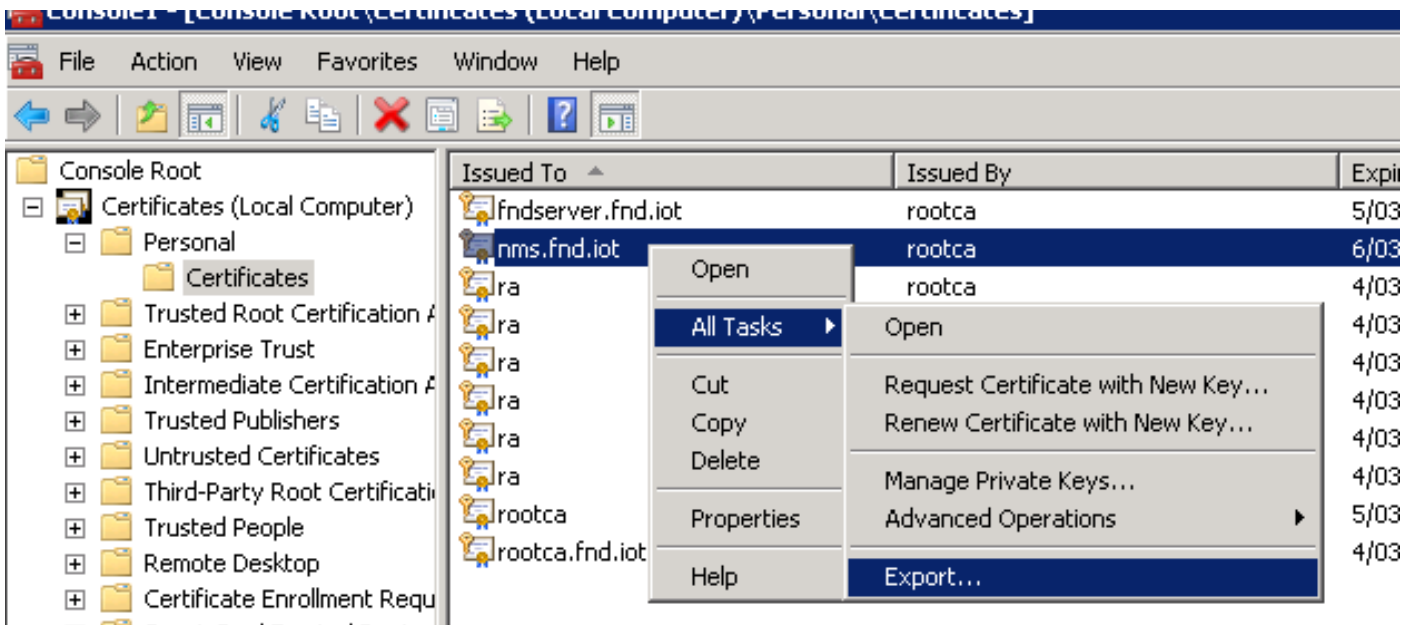 Console1 - [Console Root\Certificates (Local Computer)\Personal\Certificates]
File Action View Favorites Window Help
Console Root
Certificates (Local Computer)
Personal
Certificates
Trusted Root Certification A
Enterprise Trust
Intermediate Certification A
Trusted Publishers
Untrusted Certificates
Third-Party Root Certificati
Trusted People
Remote Desktop
Certificate Enrollment Requ
Issued To Issued By Expi
fndserver.fnd.iot rootca 5/03
nms.fnd.iot rootca 6/03
ra rootca 4/03
ra 4/03
ra 4/03
ra 4/03
ra 4/03
ra 4/03
rootca 5/03
rootca.fnd.iot 4/03
Open
All Tasks
Cut
Copy
Delete
Properties
Help
Open
Request Certificate with New Key...
Renew Certificate with New Key...
Manage Private Keys...
Advanced Operations
Export...